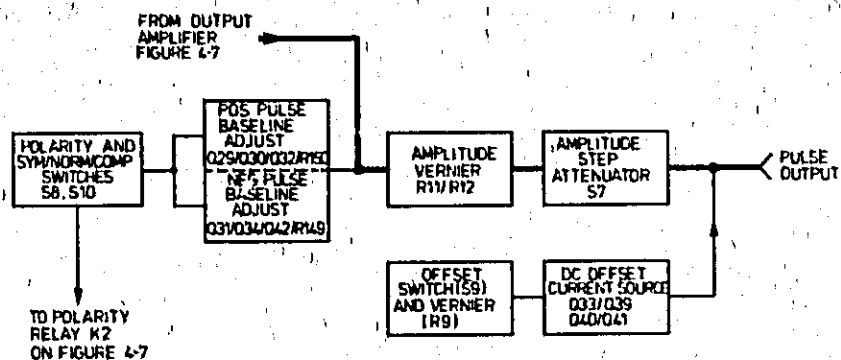 FROM OUTPUT
AMPLIFIER
FIGURE 4-7
POS PULSE
BASELINE
ADJUST
Q29/Q30/Q32/R150
NEG PULSE
BASELINE
ADJUST
Q31/Q34/Q42/R149
POLARITY AND
SYM/NORM/COMP
SWITCHES
S8, S10
AMPLITUDE
VERNIER
R11/R12
AMPLITUDE
STEP
ATTENUATOR
S7
PULSE
OUTPUT
OFFSET
SWITCH(S9)
AND VERNIER
(R9)
DC OFFSET
CURRENT SOURCE
Q33/Q39
Q40/Q41
TO POLARITY
RELAY K2
ON FIGURE 4-7